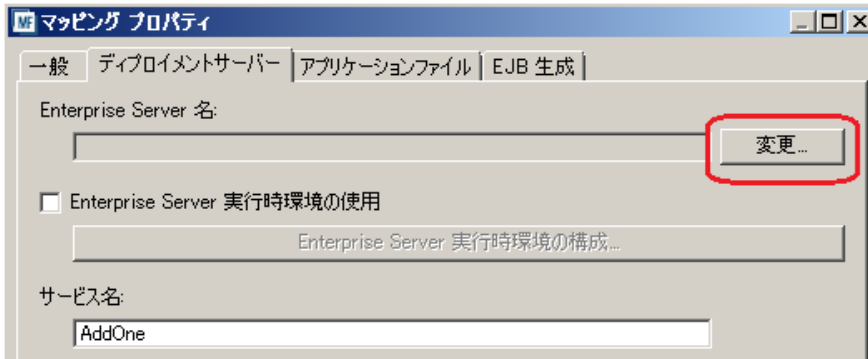 MF マッピング プロパティ
一般 ディプロイメントサーバー アプリケーションファイル EJB 生成
Enterprise Server 名:
変更...
Enterprise Server 実行時環境の使用
Enterprise Server 実行時環境の構成...
サービス名:
AddOne